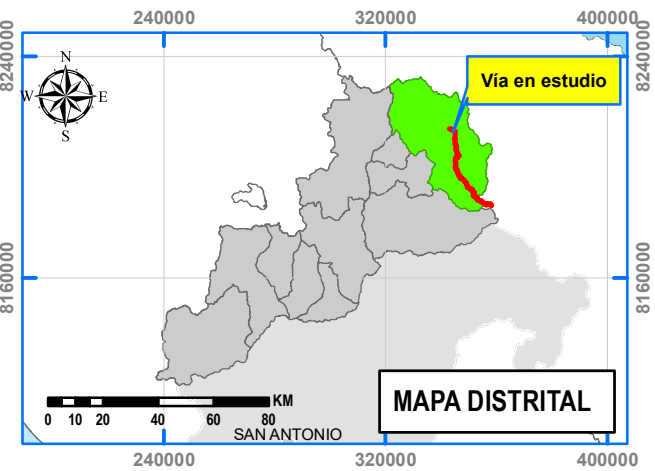 240000 320000 400000
8240000 8240000
N
W E
S
Vía en estudio
8160000 8160000
KM
0 10 20 40 60 80
SAN ANTONIO
MAPA DISTRITAL
240000 320000 400000